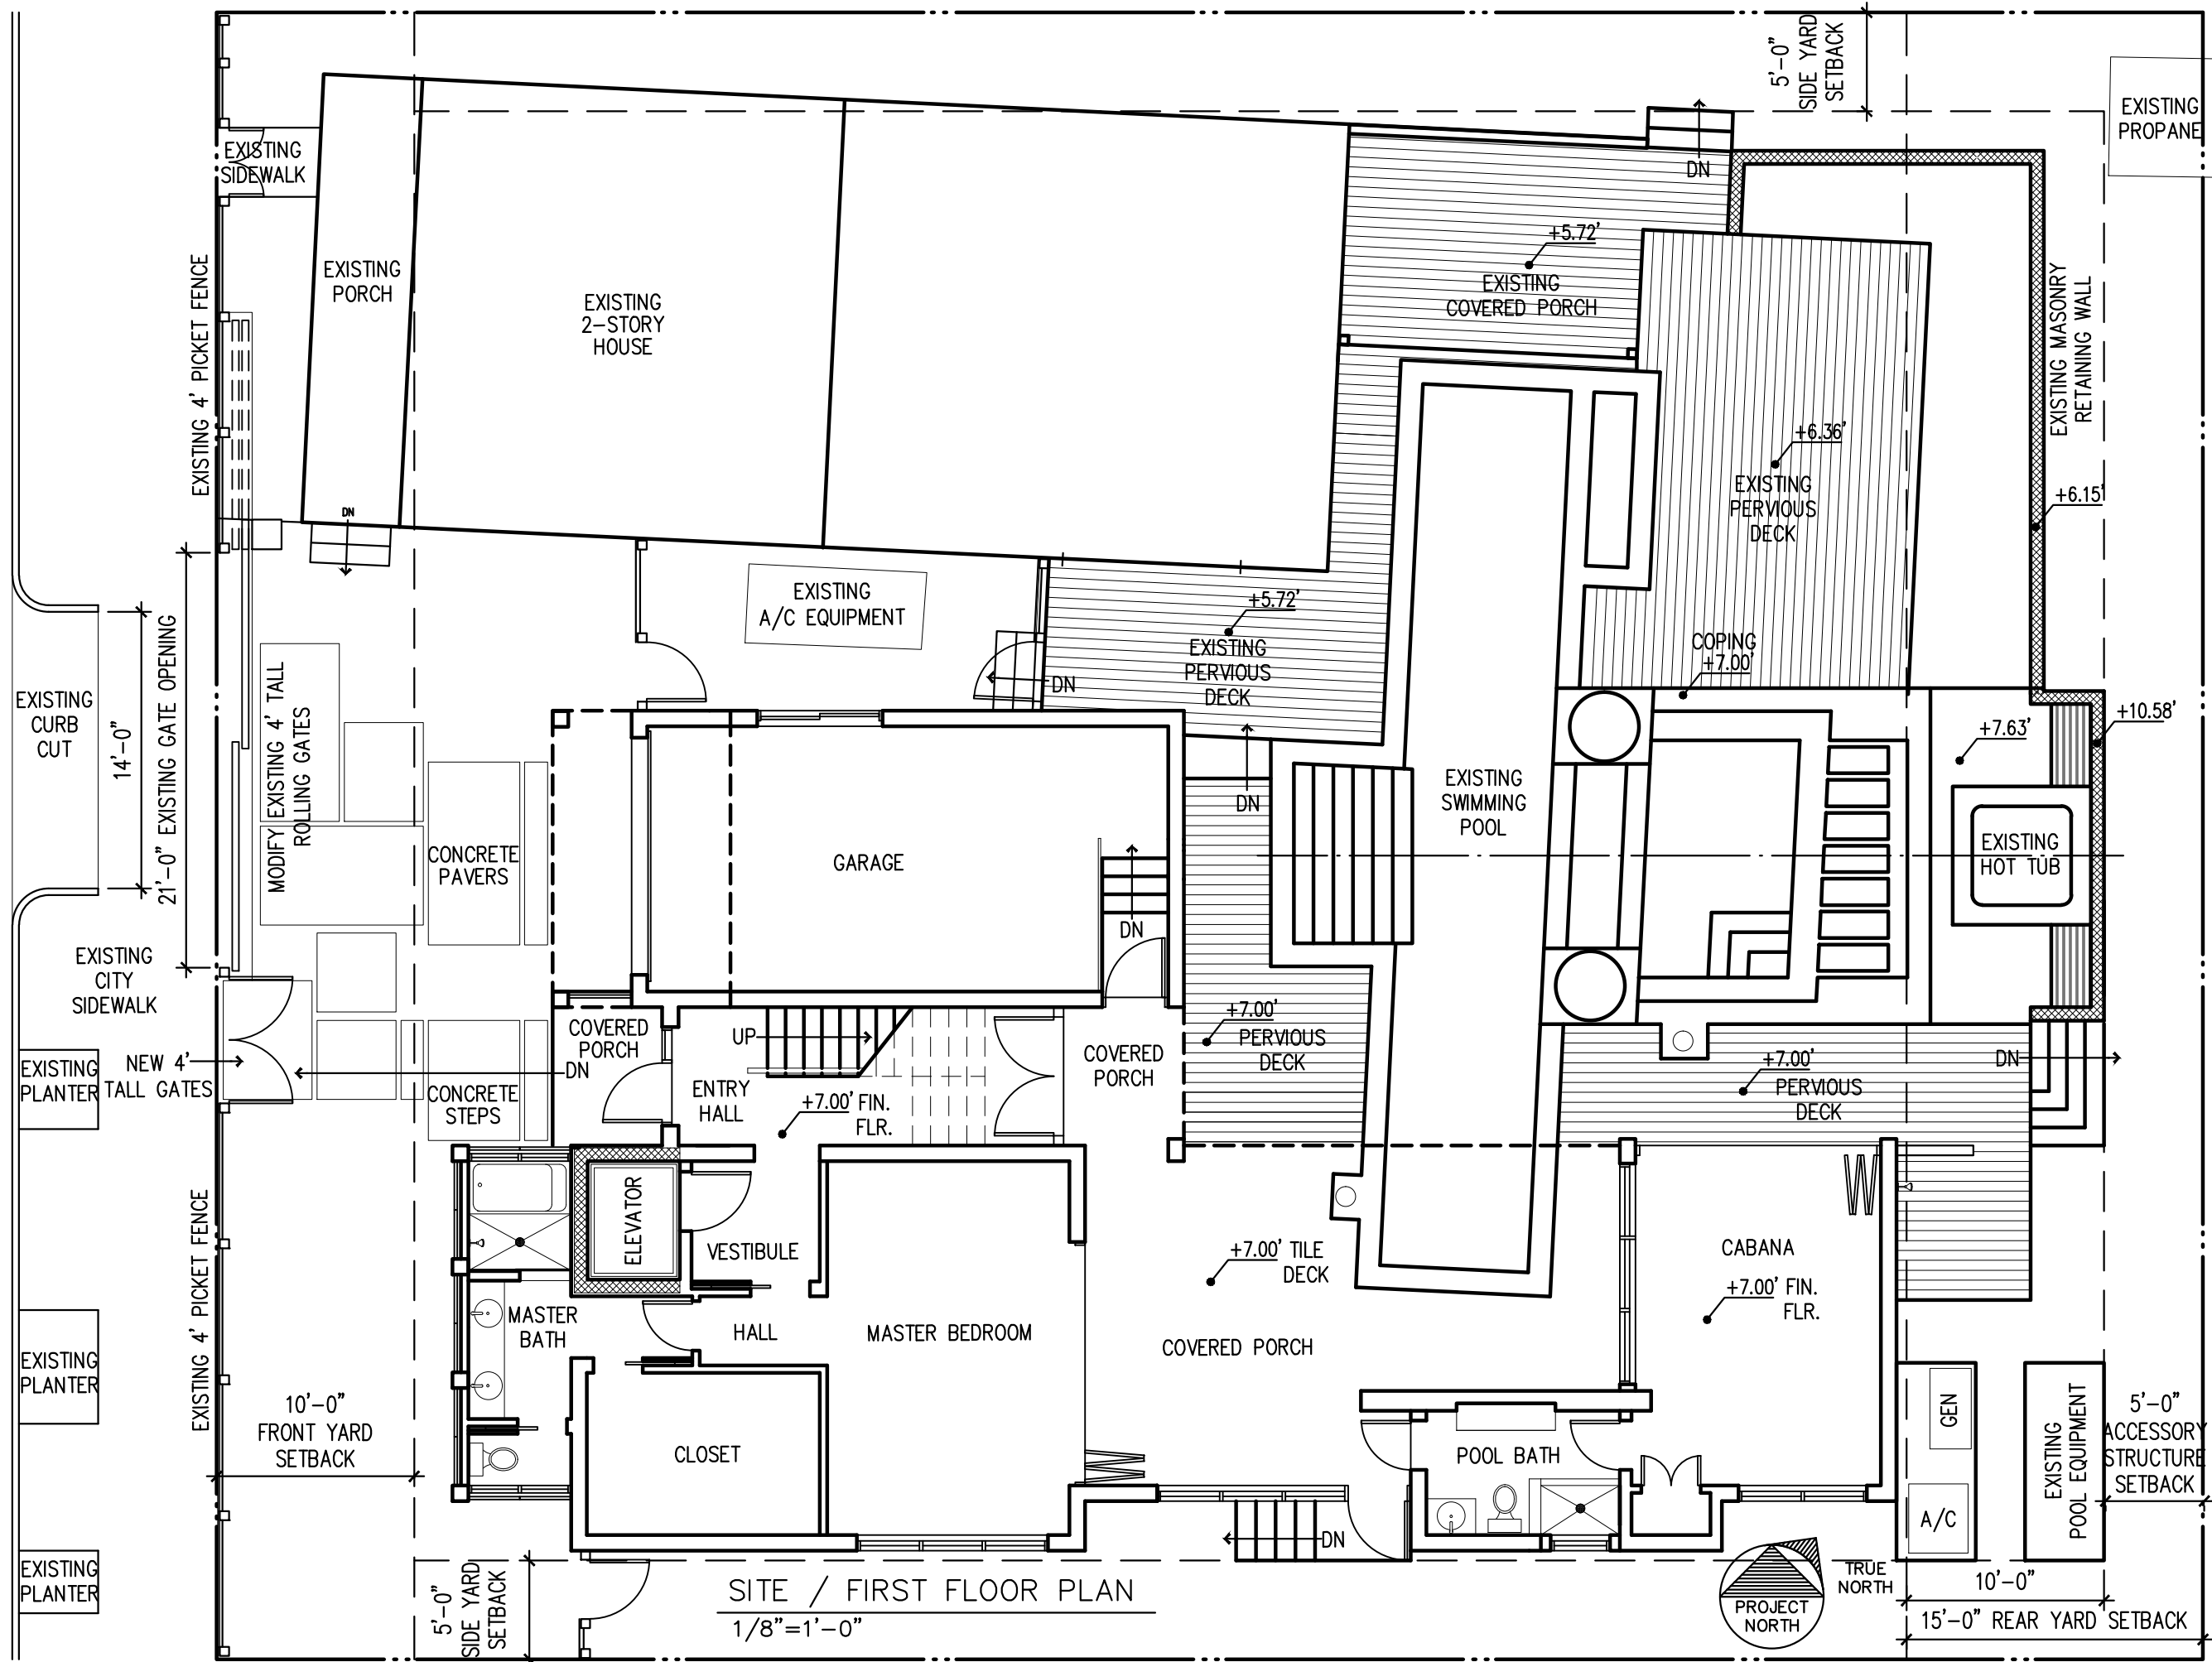 5'-0"
SIDE YARD
SETBACK
EXISTING
PROPANE
EXISTING
SIDEWALK
DN
EXISTING
PORCH
EXISTING
2-STORY
HOUSE
+5.72'
EXISTING
COVERED PORCH
EXISTING 4' PICKET FENCE
EXISTING MASONRY
RETAINING WALL
+6.36'
EXISTING
PERVIOUS
DECK
+6.15'
DN
EXISTING
A/C EQUIPMENT
+5.72'
EXISTING
PERVIOUS
DECK
DN
COPING
+7.00'
EXISTING
CURB
CUT
14'-0"
21'-0" EXISTING GATE OPENING
MODIFY EXISTING 4' TALL
ROLLING GATES
CONCRETE
PAVERS
GARAGE
DN
DN
EXISTING
SWIMMING
POOL
+7.63'
+10.58'
EXISTING
HOT TUB
EXISTING
CITY
SIDEWALK
NEW 4'
TALL GATES
EXISTING
PLANTER
COVERED
PORCH
DN
CONCRETE
STEPS
UP
ENTRY
HALL
+7.00' FIN.
FLR.
COVERED
PORCH
+7.00'
PERVIOUS
DECK
+7.00'
PERVIOUS
DECK
DN
EXISTING 4' PICKET FENCE
ELEVATOR
VESTIBULE
+7.00' TILE
DECK
CABANA
+7.00' FIN.
FLR.
MASTER
BATH
HALL
MASTER BEDROOM
COVERED PORCH
EXISTING
PLANTER
10'-0"
FRONT YARD
SETBACK
CLOSET
POOL BATH
GEN
A/C
EXISTING
POOL EQUIPMENT
5'-0"
ACCESSORY
STRUCTURE
SETBACK
DN
EXISTING
PLANTER
5'-0"
SIDE YARD
SETBACK
SITE / FIRST FLOOR PLAN
1/8"=1'-0"
TRUE
NORTH
PROJECT
NORTH
10'-0"
15'-0" REAR YARD SETBACK